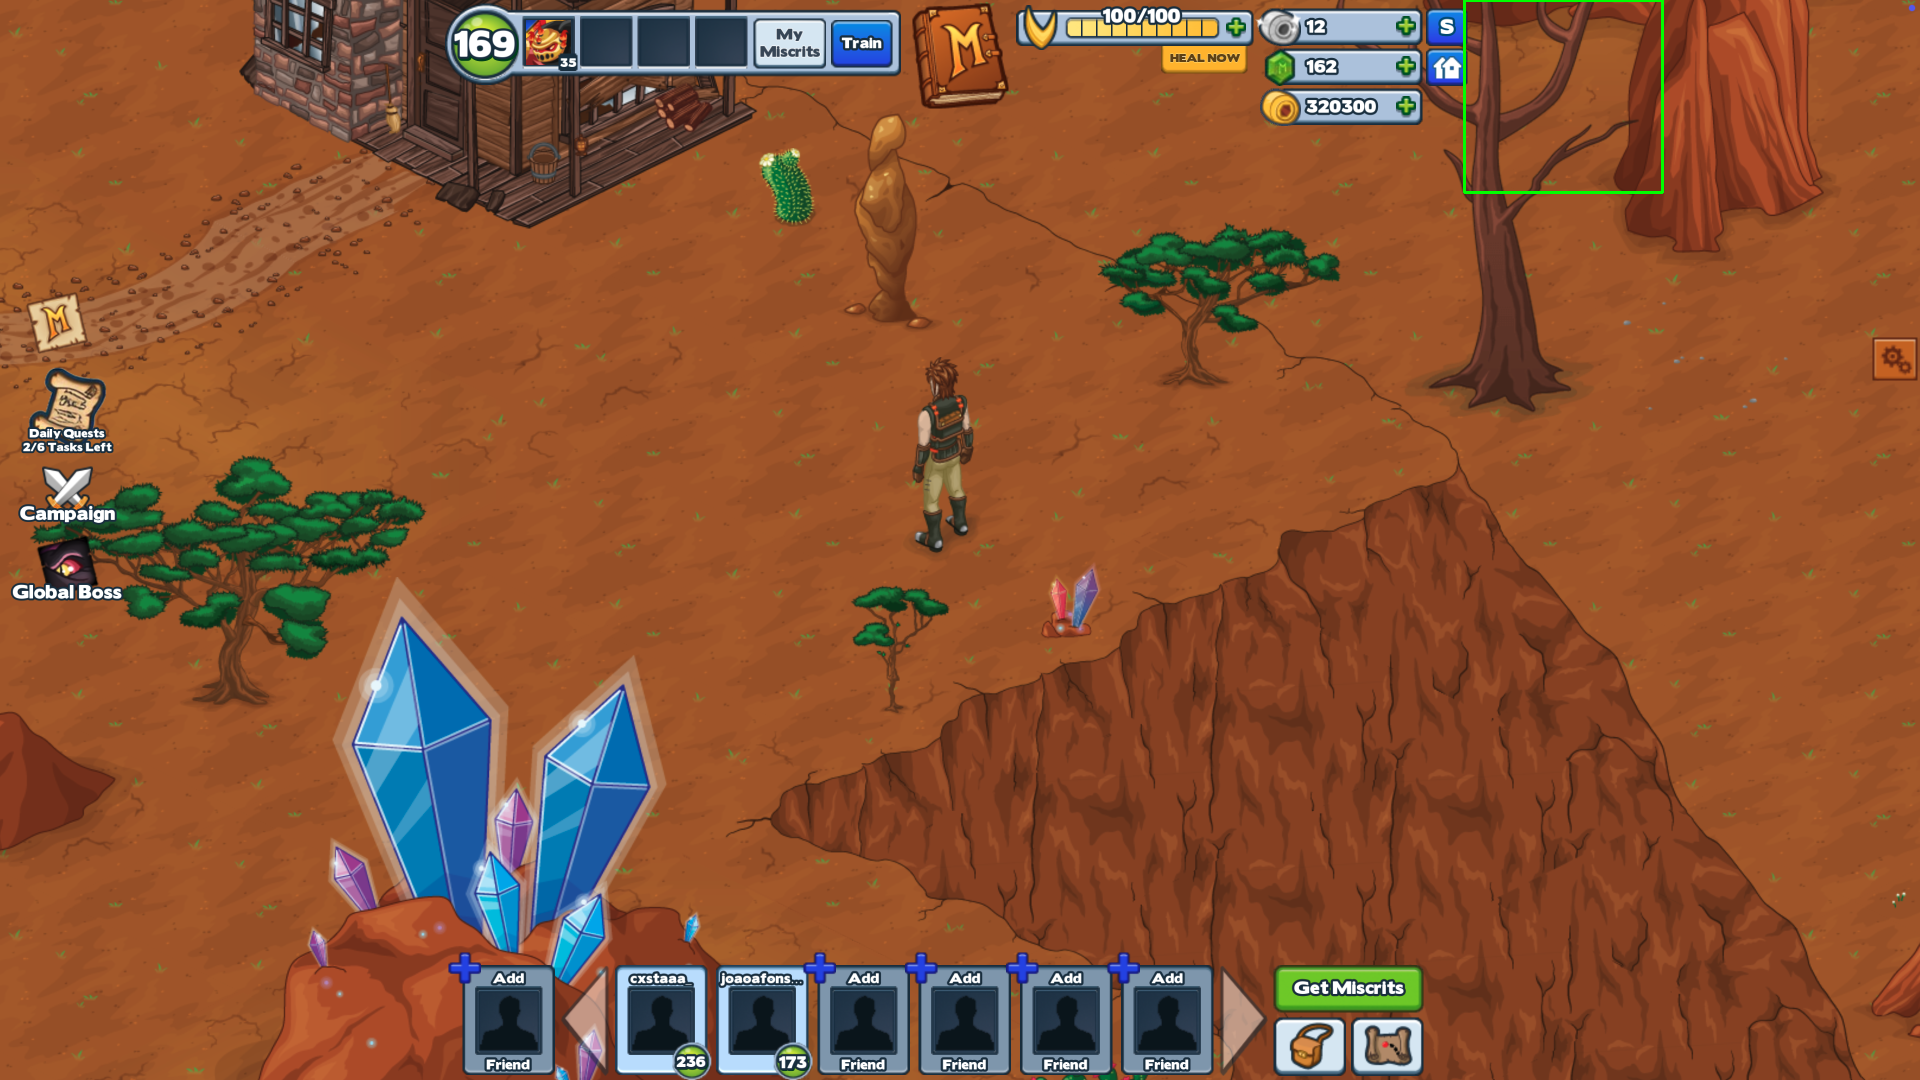 169
35
My
Miscrits
Train
M
100/100
HEAL NOW
12
162
320300
S
M
Daily Quests
2/6 Tasks Left
Campaign
Global Boss
Add
Friend
cxstaaa_
236
joaoafons...
173
Add
Friend
Add
Friend
Add
Friend
Add
Friend
Get Miscrits